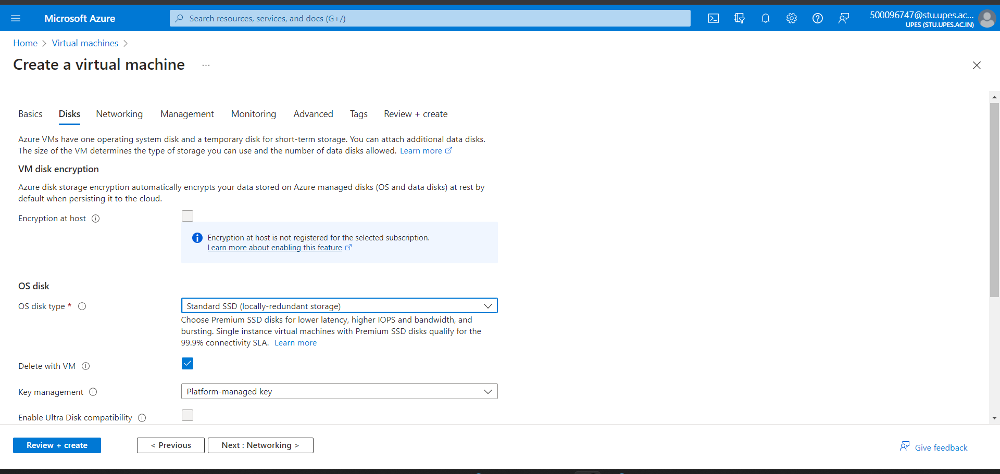 Microsoft Azure
Search resources, services, and docs (G+/)
500096747@stu.upes.ac...
UPES (STU.UPES.AC.IN)
Home > Virtual machines >
Create a virtual machine ...
Basics Disks Networking Management Monitoring Advanced Tags Review + create
Azure VMs have one operating system disk and a temporary disk for short-term storage. You can attach additional data disks.
The size of the VM determines the type of storage you can use and the number of data disks allowed. Learn more
VM disk encryption
Azure disk storage encryption automatically encrypts your data stored on Azure managed disks (OS and data disks) at rest by
default when persisting it to the cloud.
Encryption at host
Encryption at host is not registered for the selected subscription.
Learn more about enabling this feature
OS disk
OS disk type *
Standard SSD (locally-redundant storage)
Choose Premium SSD disks for lower latency, higher IOPS and bandwidth, and
bursting. Single instance virtual machines with Premium SSD disks qualify for the
99.9% connectivity SLA. Learn more
Delete with VM
Key management
Platform-managed key
Enable Ultra Disk compatibility
Review + create
< Previous
Next : Networking >
Give feedback